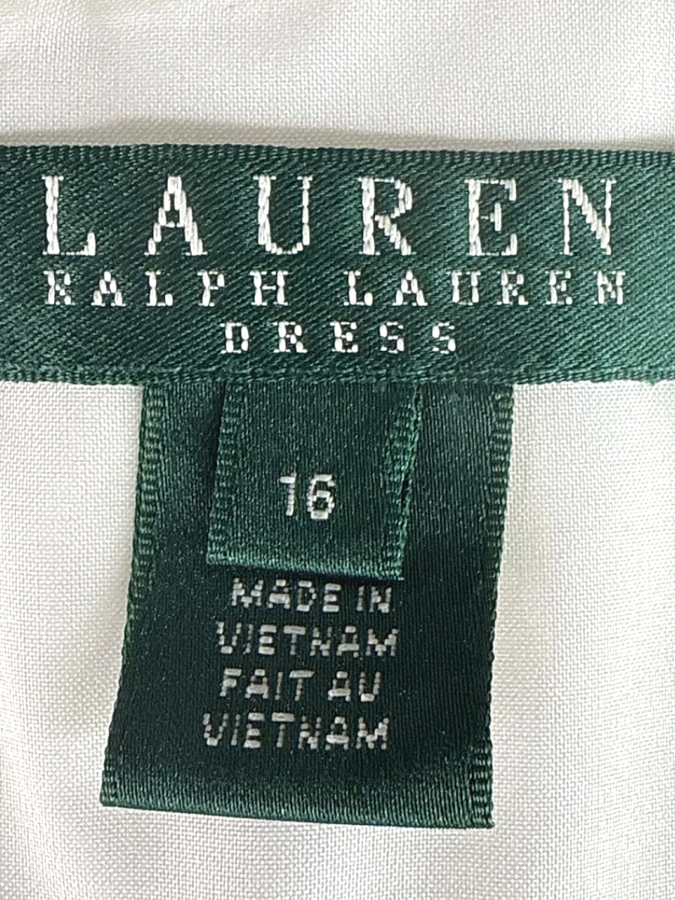 LAUREN
RALPH LAUREN
DRESS
16
MADE IN
VIETNAM
FAIT AU
VIETNAM